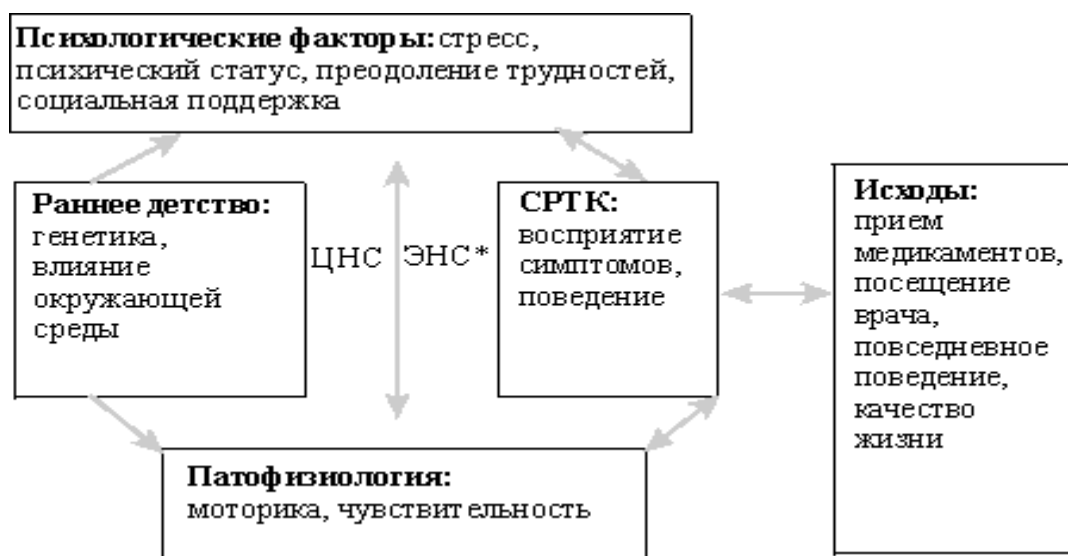 Психологические факторы: стресс,
психический статус, преодоление трудностей,
социальная поддержка
Раннее детство:
генетика,
влияние
окружающей
среды
ЦНС
ЭНС*
СРТК:
восприятие
симптомов,
поведение
Исходы:
прием
медикаментов,
посещение
врача,
повседневное
поведение,
качество
жизни
Патофизиология:
моторика, чувствительность